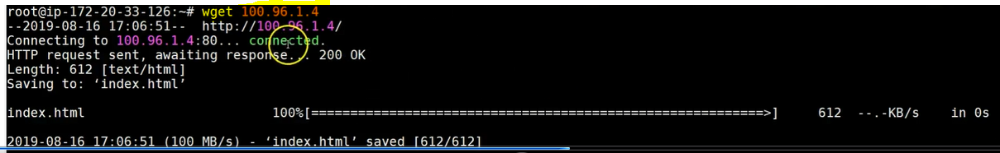 root@ip-172-20-33-126:~# wget 100.96.1.4
--2019-08-16 17:06:51--  http://100.96.1.4/
Connecting to 100.96.1.4:80... connected.
HTTP request sent, awaiting response... 200 OK
Length: 612 [text/html]
Saving to: ‘index.html’
index.html                         100%[==========================================================>]     612  --.-KB/s    in 0s
2019-08-16 17:06:51 (100 MB/s) - ‘index.html’ saved [612/612]